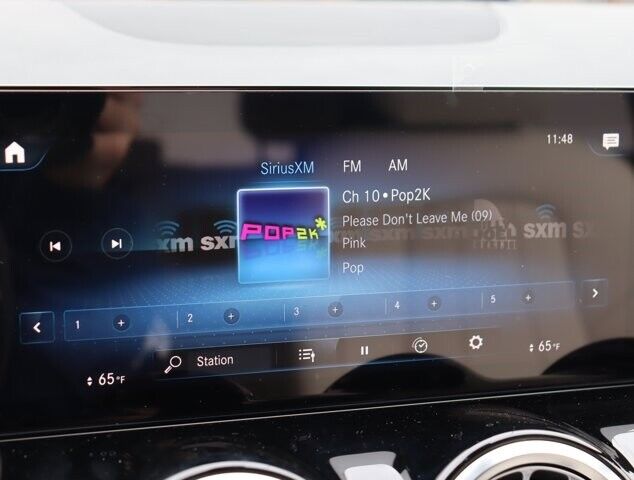 11:48
SiriusXM FM AM
Ch 10 • Pop2K
Please Don't Leave Me (09)
Pink
Pop
POP2K*
sxm sxm sxm
1 + 2 + 3 + 4 + 5 +
Station
65°F 65°F